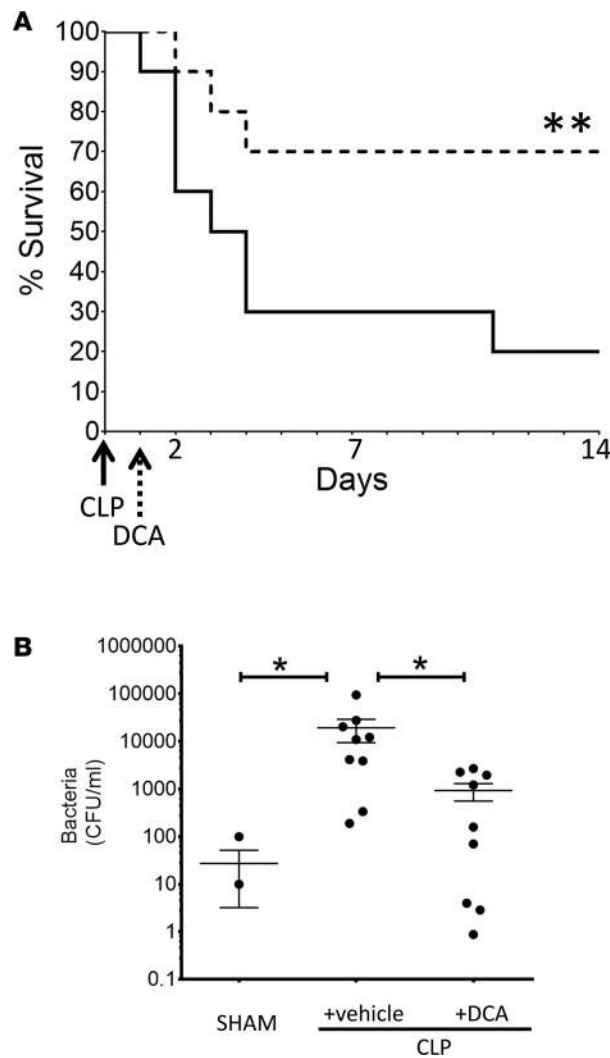 A
100
90
80
70
60
50
40
30
20
10
0
% Survival
**
2 7 14
Days
CLP
DCA
B
1000000
100000
10000
1000
100
10
1
0.1
Bacteria
(CFU/ml)
* *
SHAM +vehicle +DCA
CLP